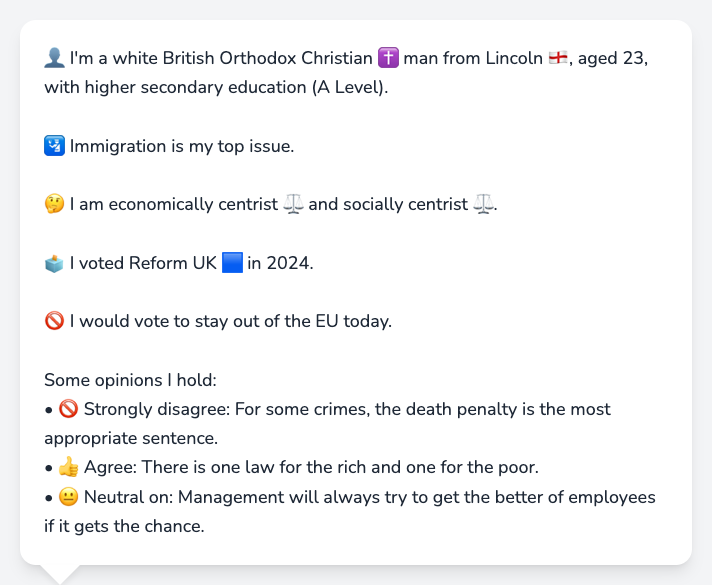 👤 I'm a white British Orthodox Christian ✝️ man from Lincoln 🏴󠁧󠁢󠁥󠁮󠁧󠁿, aged 23,
with higher secondary education (A Level).
🛂 Immigration is my top issue.
🤔 I am economically centrist ⚖️ and socially centrist ⚖️.
🗳️ I voted Reform UK 🟦 in 2024.
🚫 I would vote to stay out of the EU today.
Some opinions I hold:
• 🚫 Strongly disagree: For some crimes, the death penalty is the most
appropriate sentence.
• 👍 Agree: There is one law for the rich and one for the poor.
• 😐 Neutral on: Management will always try to get the better of employees
if it gets the chance.